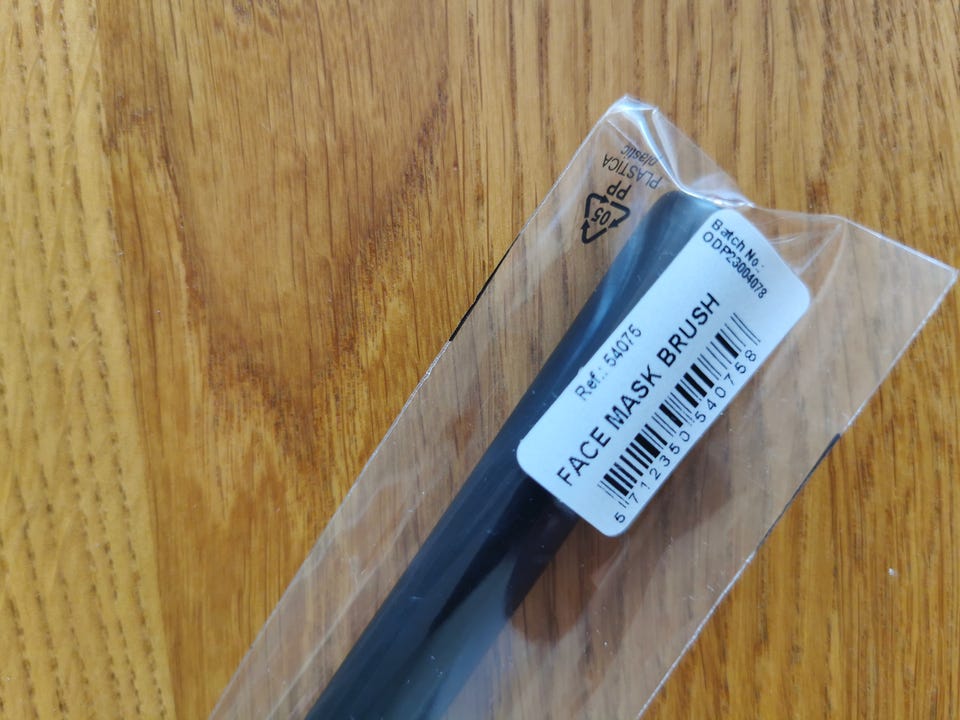 Batch No.:
ODP23004078
Ref.: 54075
FACE MASK BRUSH
5 712350 540758
05
PP
PLASTICA
plastic